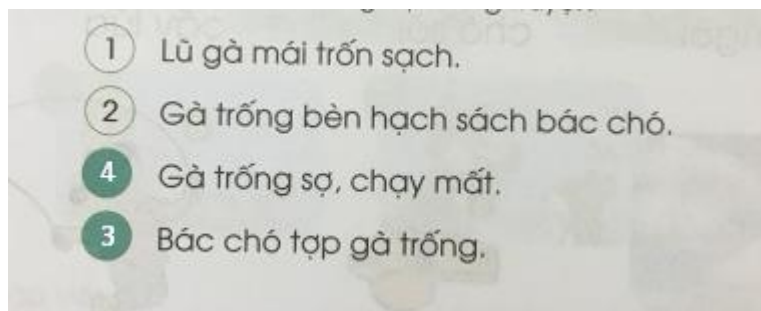 1 Lũ gà mái trốn sạch.
2 Gà trống bèn hạch sách bác chó.
4 Gà trống sợ, chạy mất.
3 Bác chó tợp gà trống.